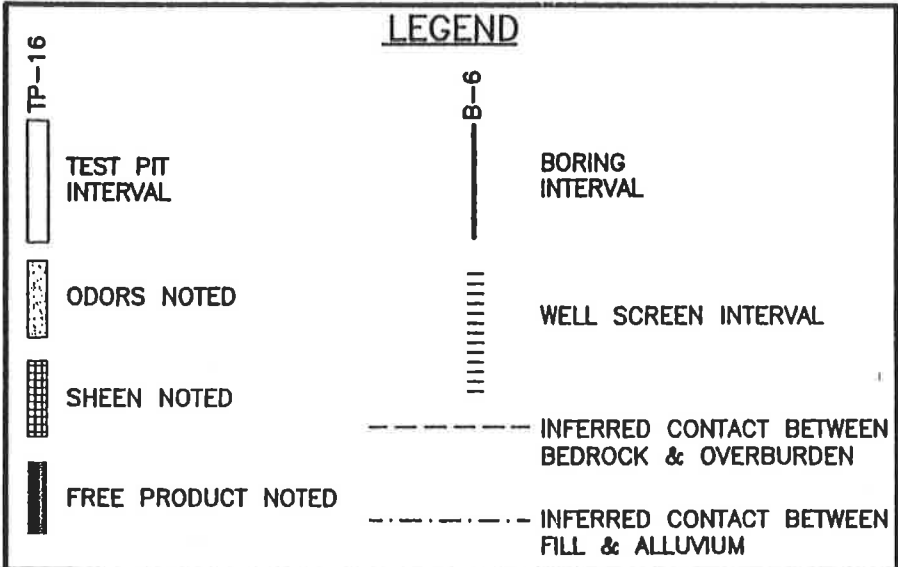 LEGEND
TP-16
TEST PIT
INTERVAL
ODORS NOTED
SHEEN NOTED
FREE PRODUCT NOTED
B-6
BORING
INTERVAL
WELL SCREEN INTERVAL
INFERRED CONTACT BETWEEN
BEDROCK & OVERBURDEN
INFERRED CONTACT BETWEEN
FILL & ALLUVIUM